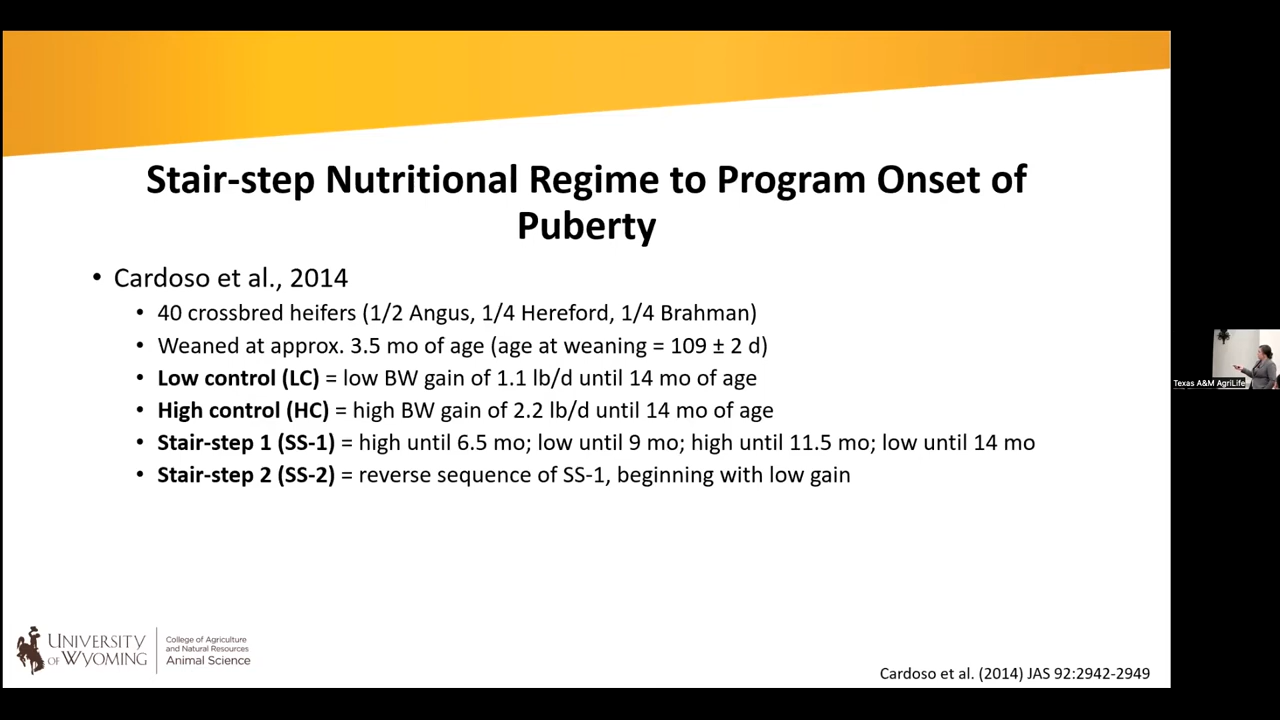 Stair-step Nutritional Regime to Program Onset of
Puberty
• Cardoso et al., 2014
• 40 crossbred heifers (1/2 Angus, 1/4 Hereford, 1/4 Brahman)
• Weaned at approx. 3.5 mo of age (age at weaning = 109 ± 2 d)
• Low control (LC) = low BW gain of 1.1 lb/d until 14 mo of age
• High control (HC) = high BW gain of 2.2 lb/d until 14 mo of age
• Stair-step 1 (SS-1) = high until 6.5 mo; low until 9 mo; high until 11.5 mo; low until 14 mo
• Stair-step 2 (SS-2) = reverse sequence of SS-1, beginning with low gain
Texas A&M AgriLife
UNIVERSITY
OF WYOMING
College of Agriculture
and Natural Resources
Animal Science
Cardoso et al. (2014) JAS 92:2942-2949